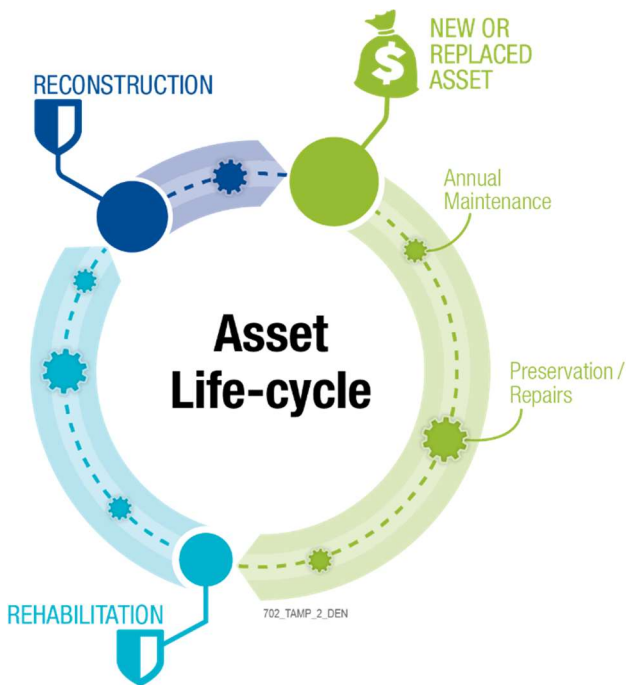 NEW OR
REPLACED
ASSET
RECONSTRUCTION
$
Annual
Maintenance
Asset
Life-cycle
Preservation /
Repairs
REHABILITATION
702_TAMP_2_DEN